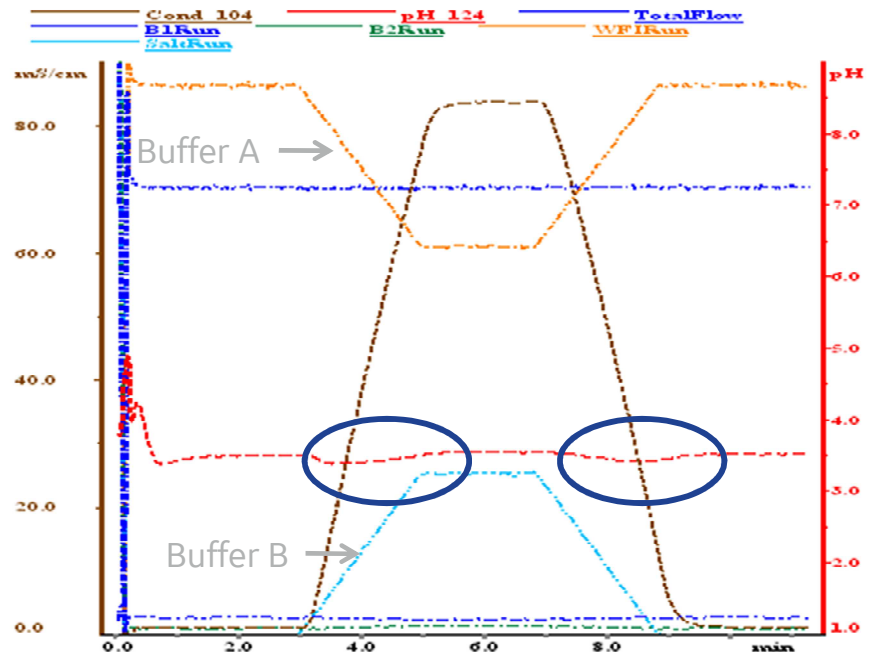 Cond_104 pH_124 TotalFlow
B1Run B2Run WFIRun
SaltRun
mS/cm pH
80.0 8.0
Buffer A
7.0
60.0 6.0
5.0
40.0 4.0
20.0 3.0
Buffer B
2.0
0.0 1.0
0.0 2.0 4.0 6.0 8.0 min